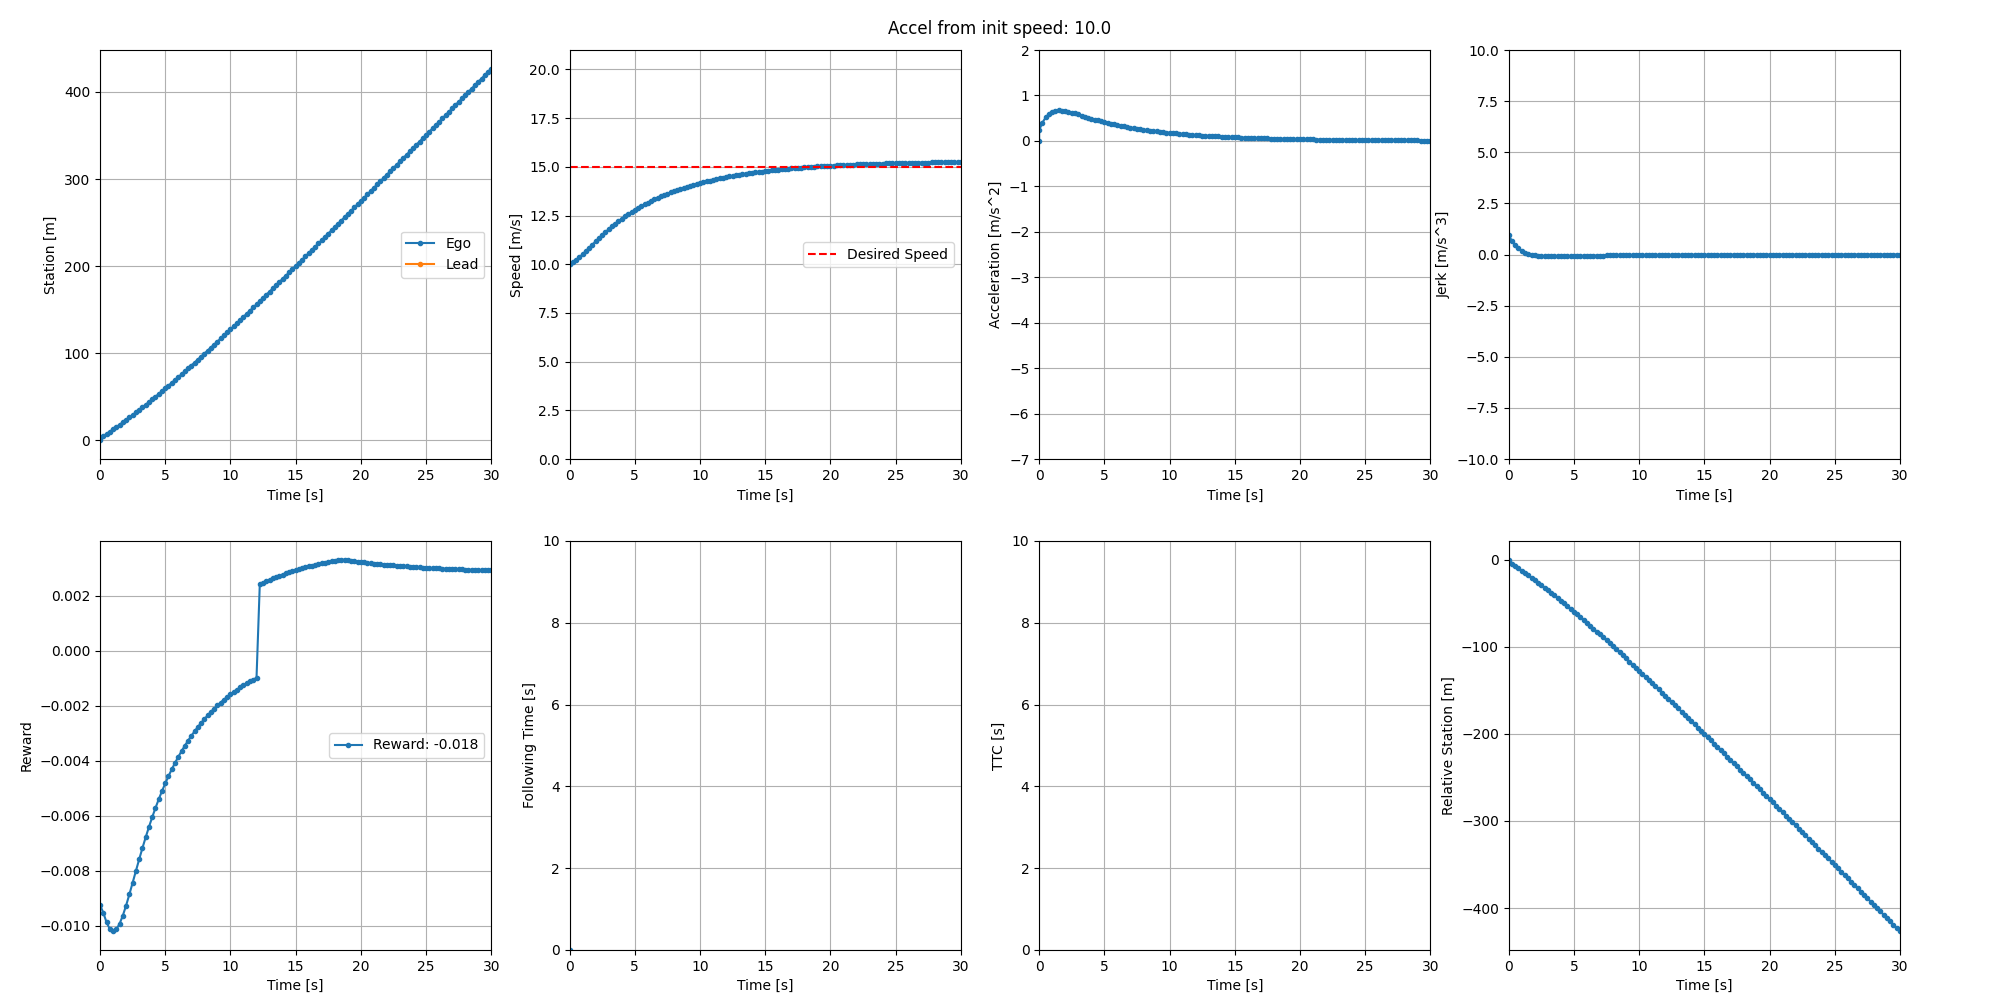 Accel from init speed: 10.0
400
300
200
100
0
Station [m]
0 5 10 15 20 25 30
Time [s]
Ego
Lead
20.0
17.5
15.0
12.5
10.0
7.5
5.0
2.5
0.0
Speed [m/s]
0 5 10 15 20 25 30
Time [s]
Desired Speed
2
1
0
−1
−2
−3
−4
−5
−6
−7
Acceleration [m/s^2]
0 5 10 15 20 25 30
Time [s]
10.0
7.5
5.0
2.5
0.0
−2.5
−5.0
−7.5
−10.0
Jerk [m/s^3]
0 5 10 15 20 25 30
Time [s]
0.002
0.000
−0.002
−0.004
−0.006
−0.008
−0.010
Reward
0 5 10 15 20 25 30
Time [s]
Reward: -0.018
10
8
6
4
2
0
Following Time [s]
0 5 10 15 20 25 30
Time [s]
10
8
6
4
2
0
TTC [s]
0 5 10 15 20 25 30
Time [s]
0
−100
−200
−300
−400
Relative Station [m]
0 5 10 15 20 25 30
Time [s]